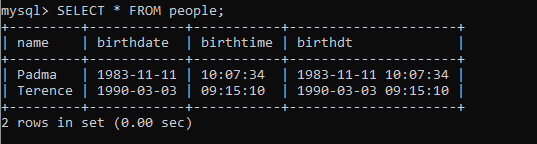 mysql> SELECT * FROM people;
+---------+------------+-----------+---------------------+
| name    | birthdate  | birthtime | birthdt             |
+---------+------------+-----------+---------------------+
| Padma   | 1983-11-11 | 10:07:34  | 1983-11-11 10:07:34 |
| Terence | 1990-03-03 | 09:15:10  | 1990-03-03 09:15:10 |
+---------+------------+-----------+---------------------+
2 rows in set (0.00 sec)